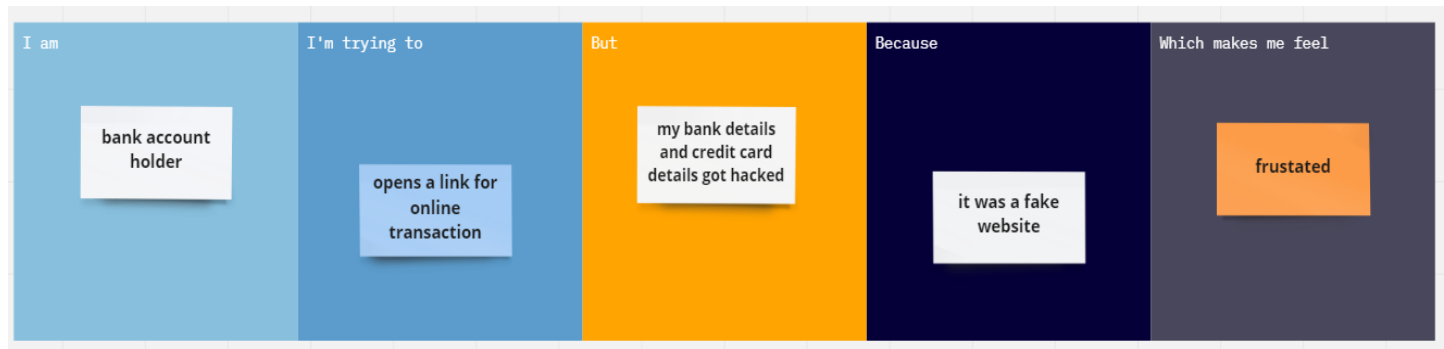 I am
bank account
holder
I'm trying to
opens a link for
online
transaction
But
my bank details
and credit card
details got hacked
Because
it was a fake
website
Which makes me feel
frustated